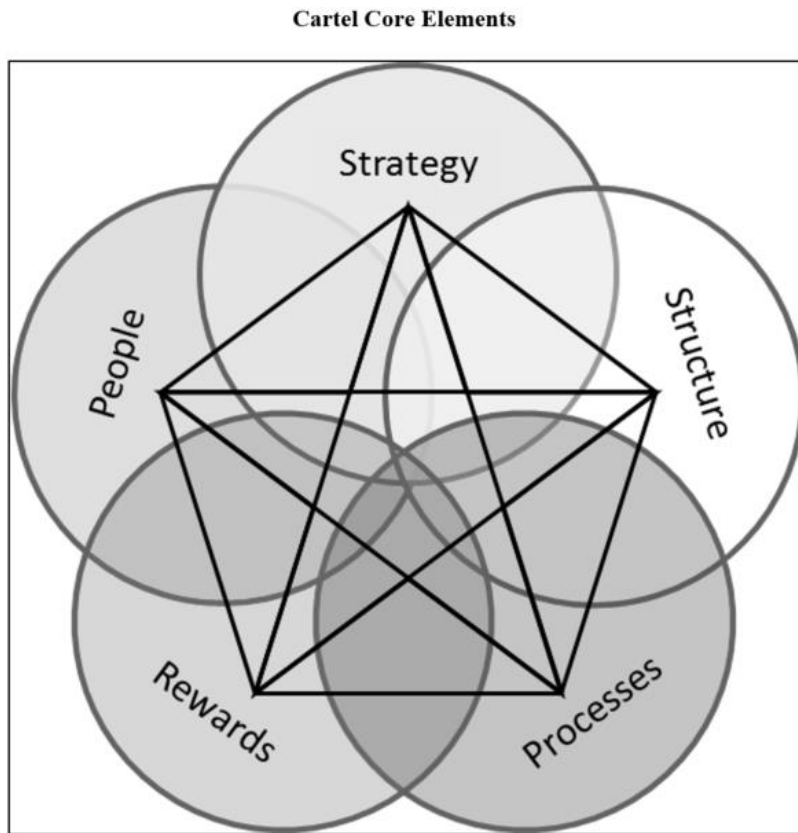 Cartel Core Elements
Strategy
People
Structure
Rewards
Processes